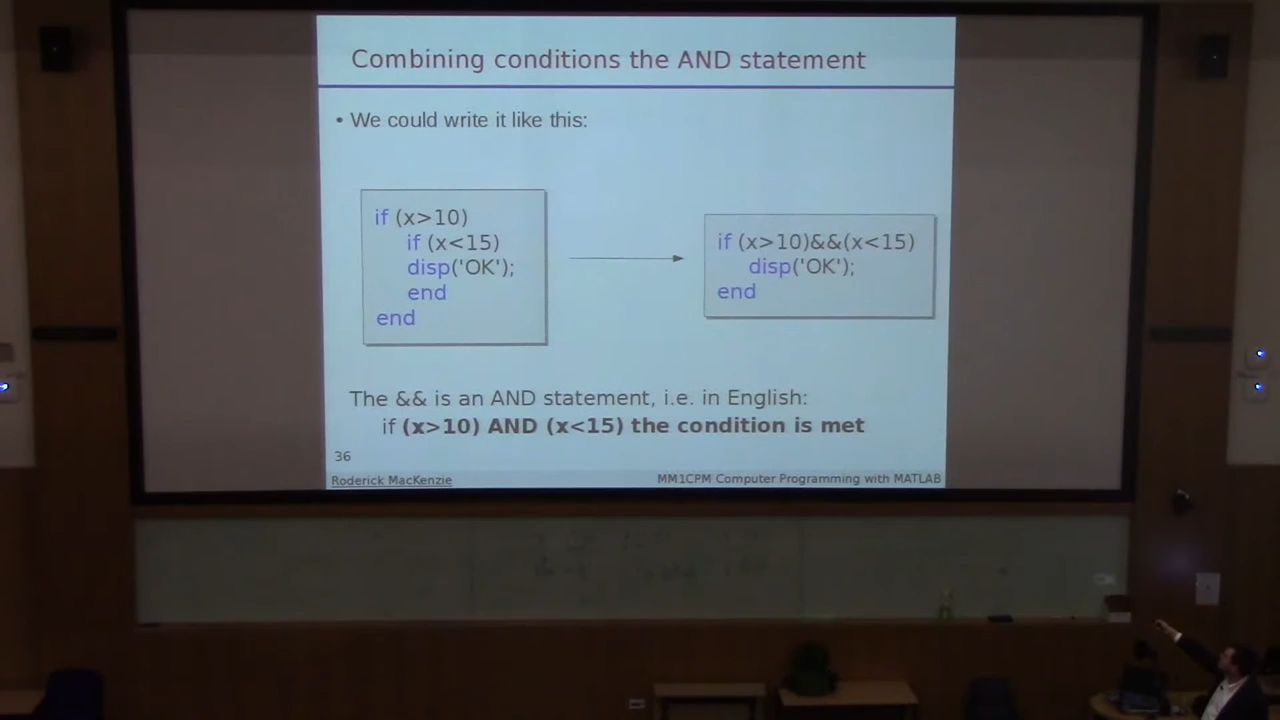 Combining conditions the AND statement
• We could write it like this:
if (x>10)
if (x<15)
disp('OK');
end
end
if (x>10)&&(x<15)
disp('OK');
end
The && is an AND statement, i.e. in English:
if (x>10) AND (x<15) the condition is met
36
Roderick MacKenzie
MM1CPM Computer Programming with MATLAB